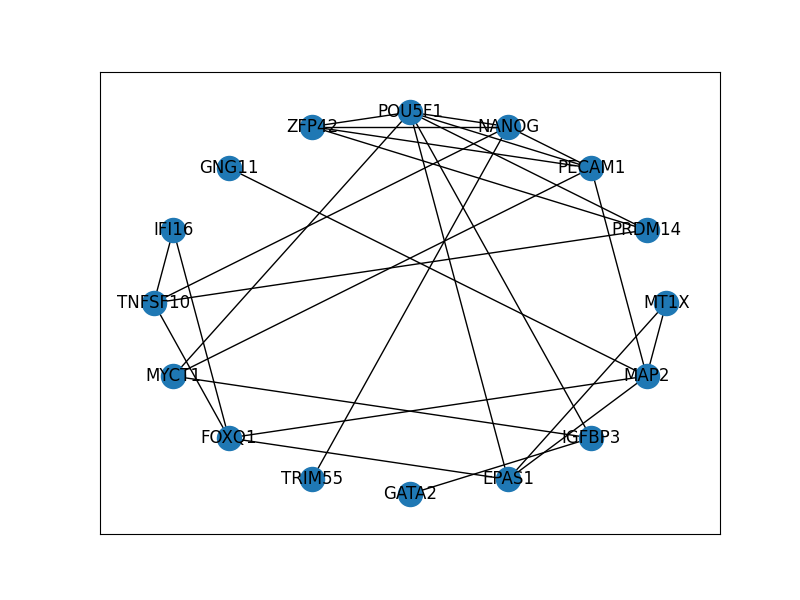 POU5F1
ZFP42
NANOG
GNG11
PECAM1
IFI16
PRDM14
TNFSF10
MT1X
MYCT1
MAP2
FOXQ1
IGFBP3
TRIM55
EPAS1
GATA2